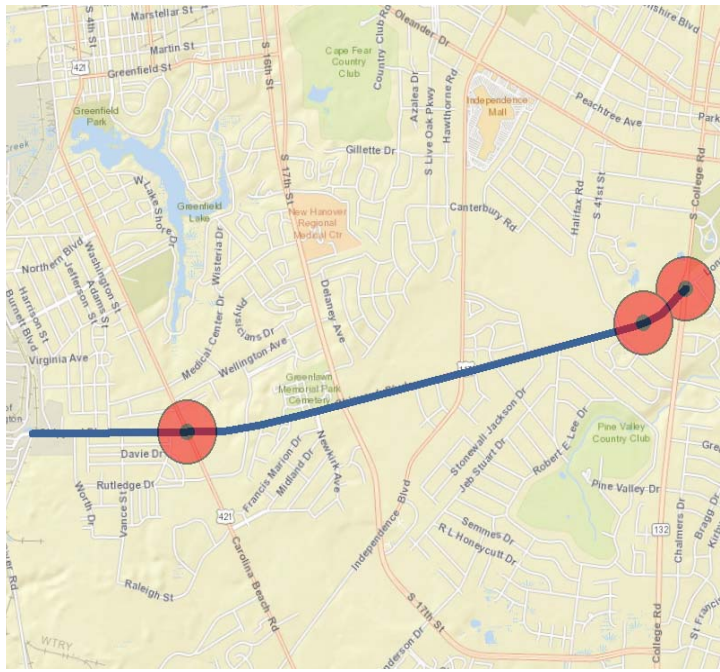 Marstellar St
S 4th St
Martin St
421
Greenfield St
S 16th St
Cape Fear
Country
Club
Country Club Rd
Oleander Dr
Azalea Dr
S Live Oak Pkwy
Hawthorne Rd
Independence
Mall
Peachtree Ave
Park
WTRY
Greenfield
Park
Creek
Gillette Dr
S 17th St
W Lake Shore Dr
Greenfield
Lake
Wisteria Dr
New Hanover
Regional
Medical Ctr
Canterbury Rd
Halifax Rd
S 41st St
S College Rd
Northern Blvd
Washington St
Adams St
Jefferson St
Harrison St
Burnett Blvd
Virginia Ave
Medical Center Dr
Physicians Dr
Wellington Ave
Delaney Ave
Greenlawn
Memorial Park
Cemetery
Davie Dr
Rutledge Dr
Worth Dr
Vance St
Francis Marion Dr
Midland Dr
Newkirk Ave
Stonewall Jackson Dr
Jeb Stuart Dr
Robert E Lee Dr
Pine Valley
Country Club
Pine Valley Dr
421
Independence Blvd
Semmes Dr
R L Honeycutt Dr
132
Chalmers Dr
Bragg Dr
Raleigh St
Carolina Beach Rd
S 17th St
College Rd
St Francis
WTRY